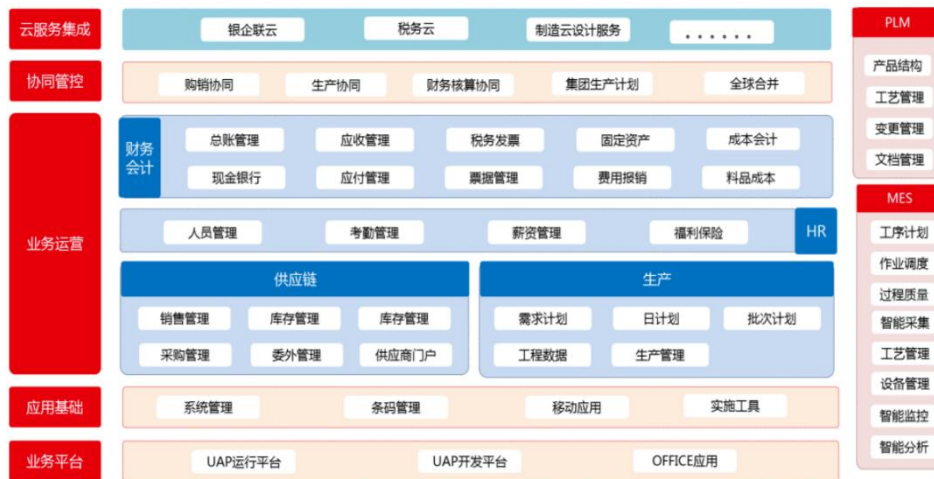 云服务集成
银企联云 税务云 制造云设计服务 ......
协同管控
购销协同 生产协同 财务核算协同 集团生产计划 全球合并
业务运营
财务会计
总账管理 应收管理 税务发票 固定资产 成本会计
现金银行 应付管理 票据管理 费用报销 料品成本
人员管理 考勤管理 薪资管理 福利保险 HR
供应链
销售管理 库存管理 库存管理
采购管理 委外管理 供应商门户
生产
需求计划 日计划 批次计划
工程数据 生产管理
应用基础
系统管理 条码管理 移动应用 实施工具
业务平台
UAP运行平台 UAP开发平台 OFFICE应用
PLM
产品结构
工艺管理
变更管理
文档管理
MES
工序计划
作业调度
过程质量
智能采集
工艺管理
设备管理
智能监控
智能分析